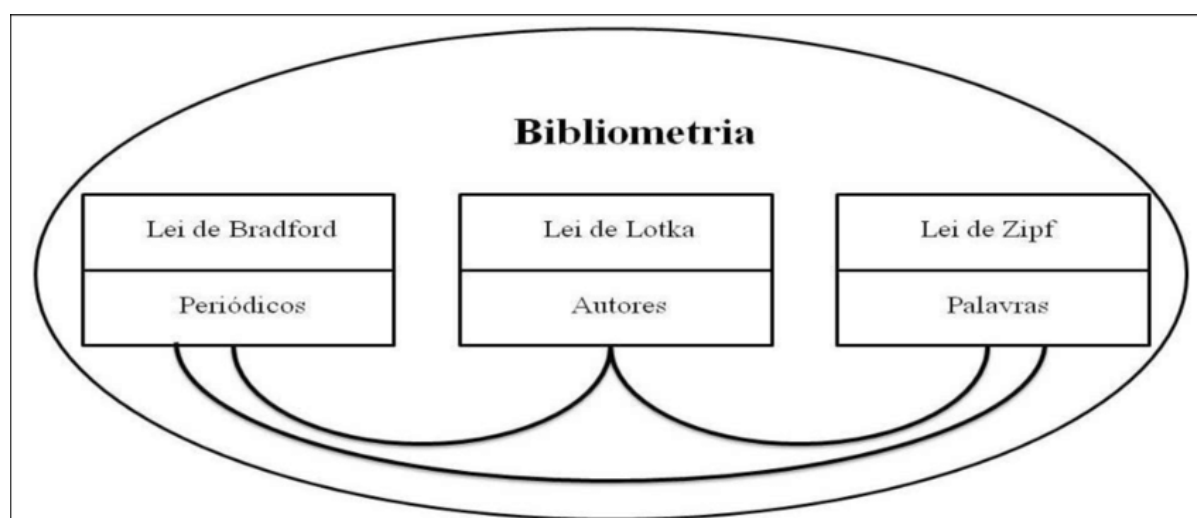 Bibliometria
Lei de Bradford
Periódicos
Lei de Lotka
Autores
Lei de Zipf
Palavras